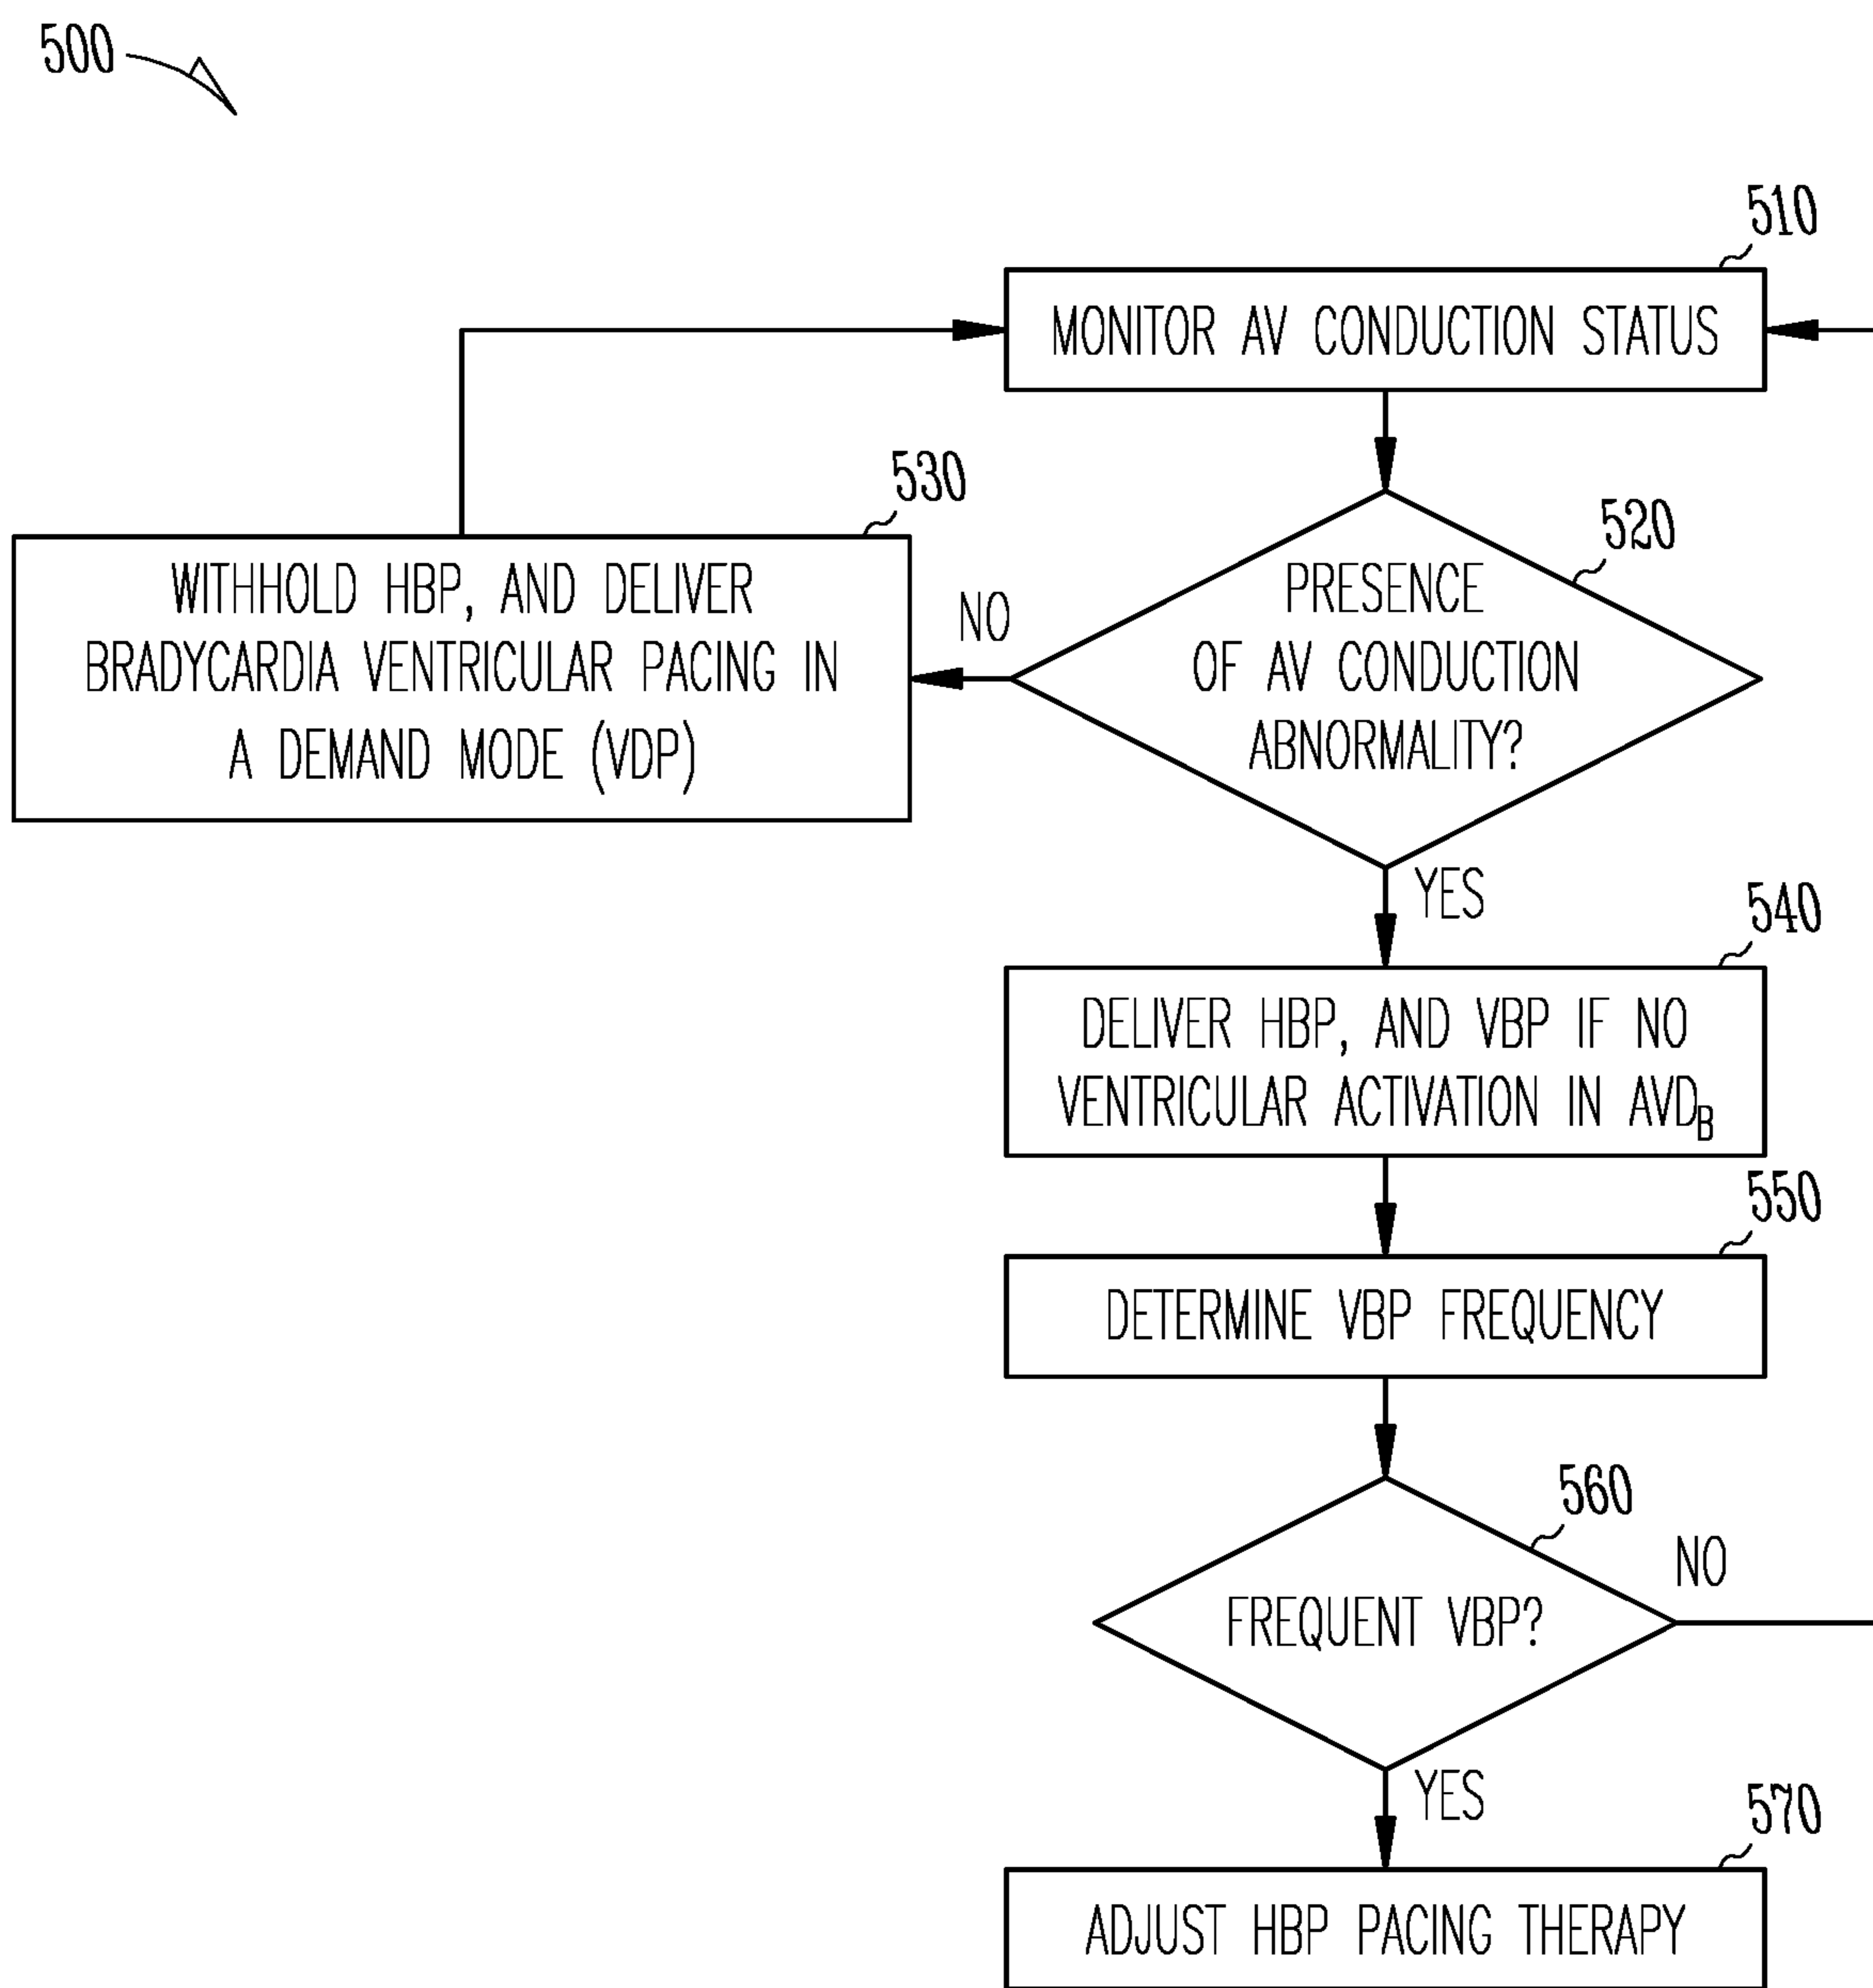 500
510
MONITOR AV CONDUCTION STATUS
520
PRESENCE
OF AV CONDUCTION
ABNORMALITY?
NO
530
WITHHOLD HBP, AND DELIVER
BRADYCARDIA VENTRICULAR PACING IN
A DEMAND MODE (VDP)
YES
540
DELIVER HBP, AND VBP IF NO
VENTRICULAR ACTIVATION IN AVDB
550
DETERMINE VBP FREQUENCY
560
FREQUENT VBP?
NO
YES
570
ADJUST HBP PACING THERAPY